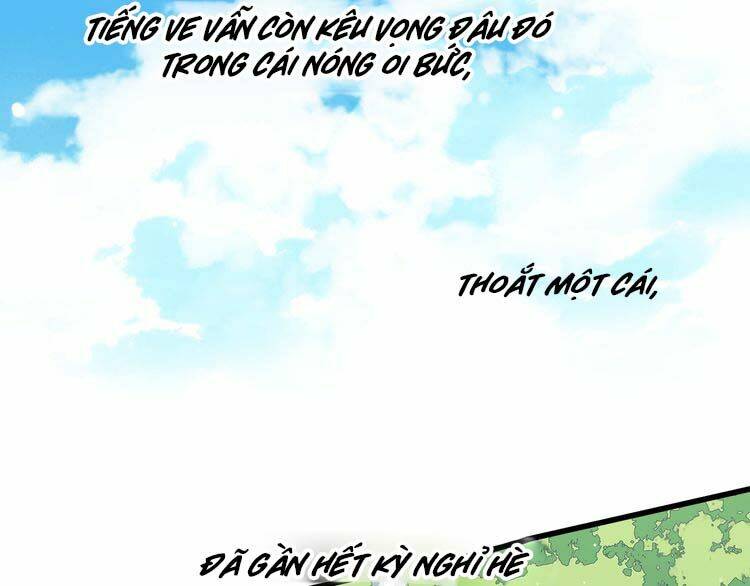 TIẾNG VE VẪN CÒN KÊU VỌNG ĐÂU ĐÓ
TRONG CÁI NÓNG OI BỨC,
THOẮT MỘT CÁI,
ĐÃ GẦN HẾT KỲ NGHỈ HÈ